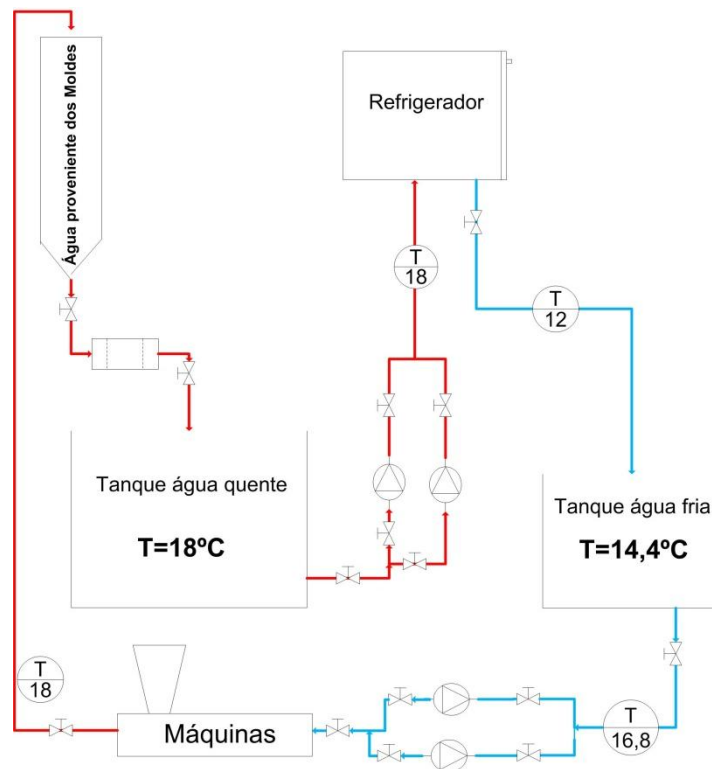 Água proveniente dos Moldes
Refrigerador
T
18
T
12
Tanque água quente
T=18ºC
Tanque água fria
T=14,4ºC
T
18
Máquinas
T
16,8